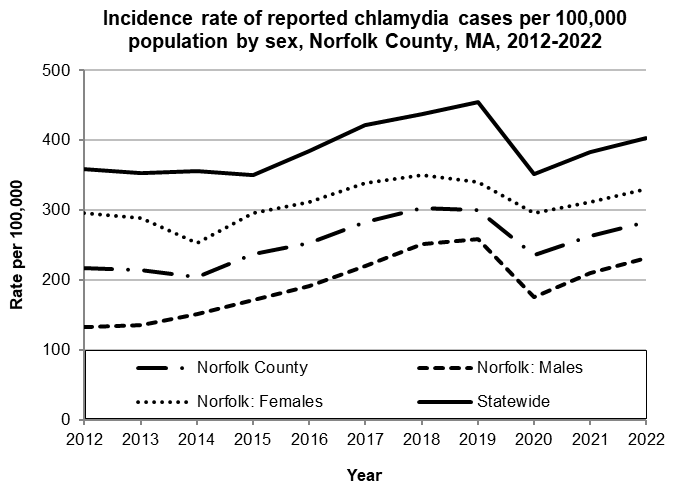 Incidence rate of reported chlamydia cases per 100,000
population by sex, Norfolk County, MA, 2012-2022
500
400
300
200
100
0
Rate per 100,000
Norfolk County
Norfolk: Males
Norfolk: Females
Statewide
2012 2013 2014 2015 2016 2017 2018 2019 2020 2021 2022
Year